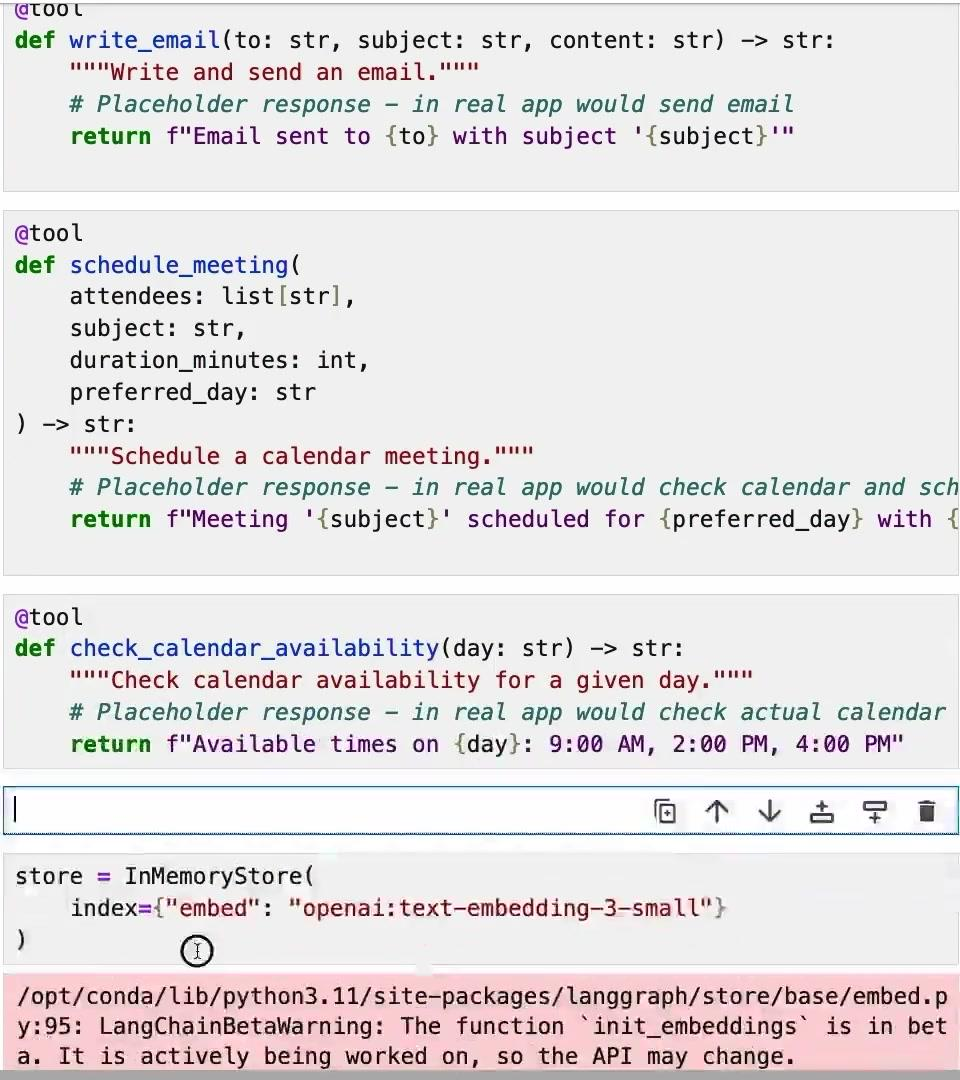 @tool
def write_email(to: str, subject: str, content: str) -> str:
    """Write and send an email."""
    # Placeholder response – in real app would send email
    return f"Email sent to {to} with subject '{subject}'"
@tool
def schedule_meeting(
    attendees: list[str],
    subject: str,
    duration_minutes: int,
    preferred_day: str
) -> str:
    """Schedule a calendar meeting."""
    # Placeholder response – in real app would check calendar and sch
    return f"Meeting '{subject}' scheduled for {preferred_day} with {
@tool
def check_calendar_availability(day: str) -> str:
    """Check calendar availability for a given day."""
    # Placeholder response – in real app would check actual calendar
    return f"Available times on {day}: 9:00 AM, 2:00 PM, 4:00 PM"
store = InMemoryStore(
    index={"embed": "openai:text-embedding-3-small"}
)
/opt/conda/lib/python3.11/site-packages/langgraph/store/base/embed.p
y:95: LangChainBetaWarning: The function `init_embeddings` is in bet
a. It is actively being worked on, so the API may change.